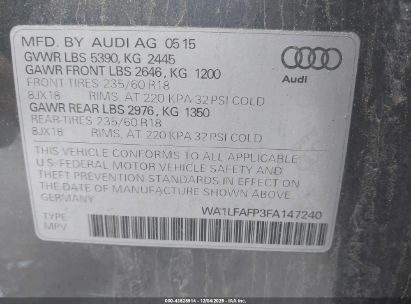 MFD. BY AUDI AG 05 15
GVWR LBS 5390, KG 2445
GAWR FRONT LBS 2646, KG 1200
FRONT-TIRES 235/60 R18
8JX18 RIMS, AT 220 KPA 32 PSI COLD
GAWR REAR LBS 2976, KG 1350
REAR-TIRES 235/60 R18
8JX18 RIMS, AT 220 KPA 32 PSI COLD
Audi
THIS VEHICLE CONFORMS TO ALL APPLICABLE
U.S. FEDERAL MOTOR VEHICLE SAFETY AND
THEFT PREVENTION STANDARDS IN EFFECT ON
THE DATE OF MANUFACTURE SHOWN ABOVE.
GERMANY
WA1LFAFP3FA147240
TYPE
MPV